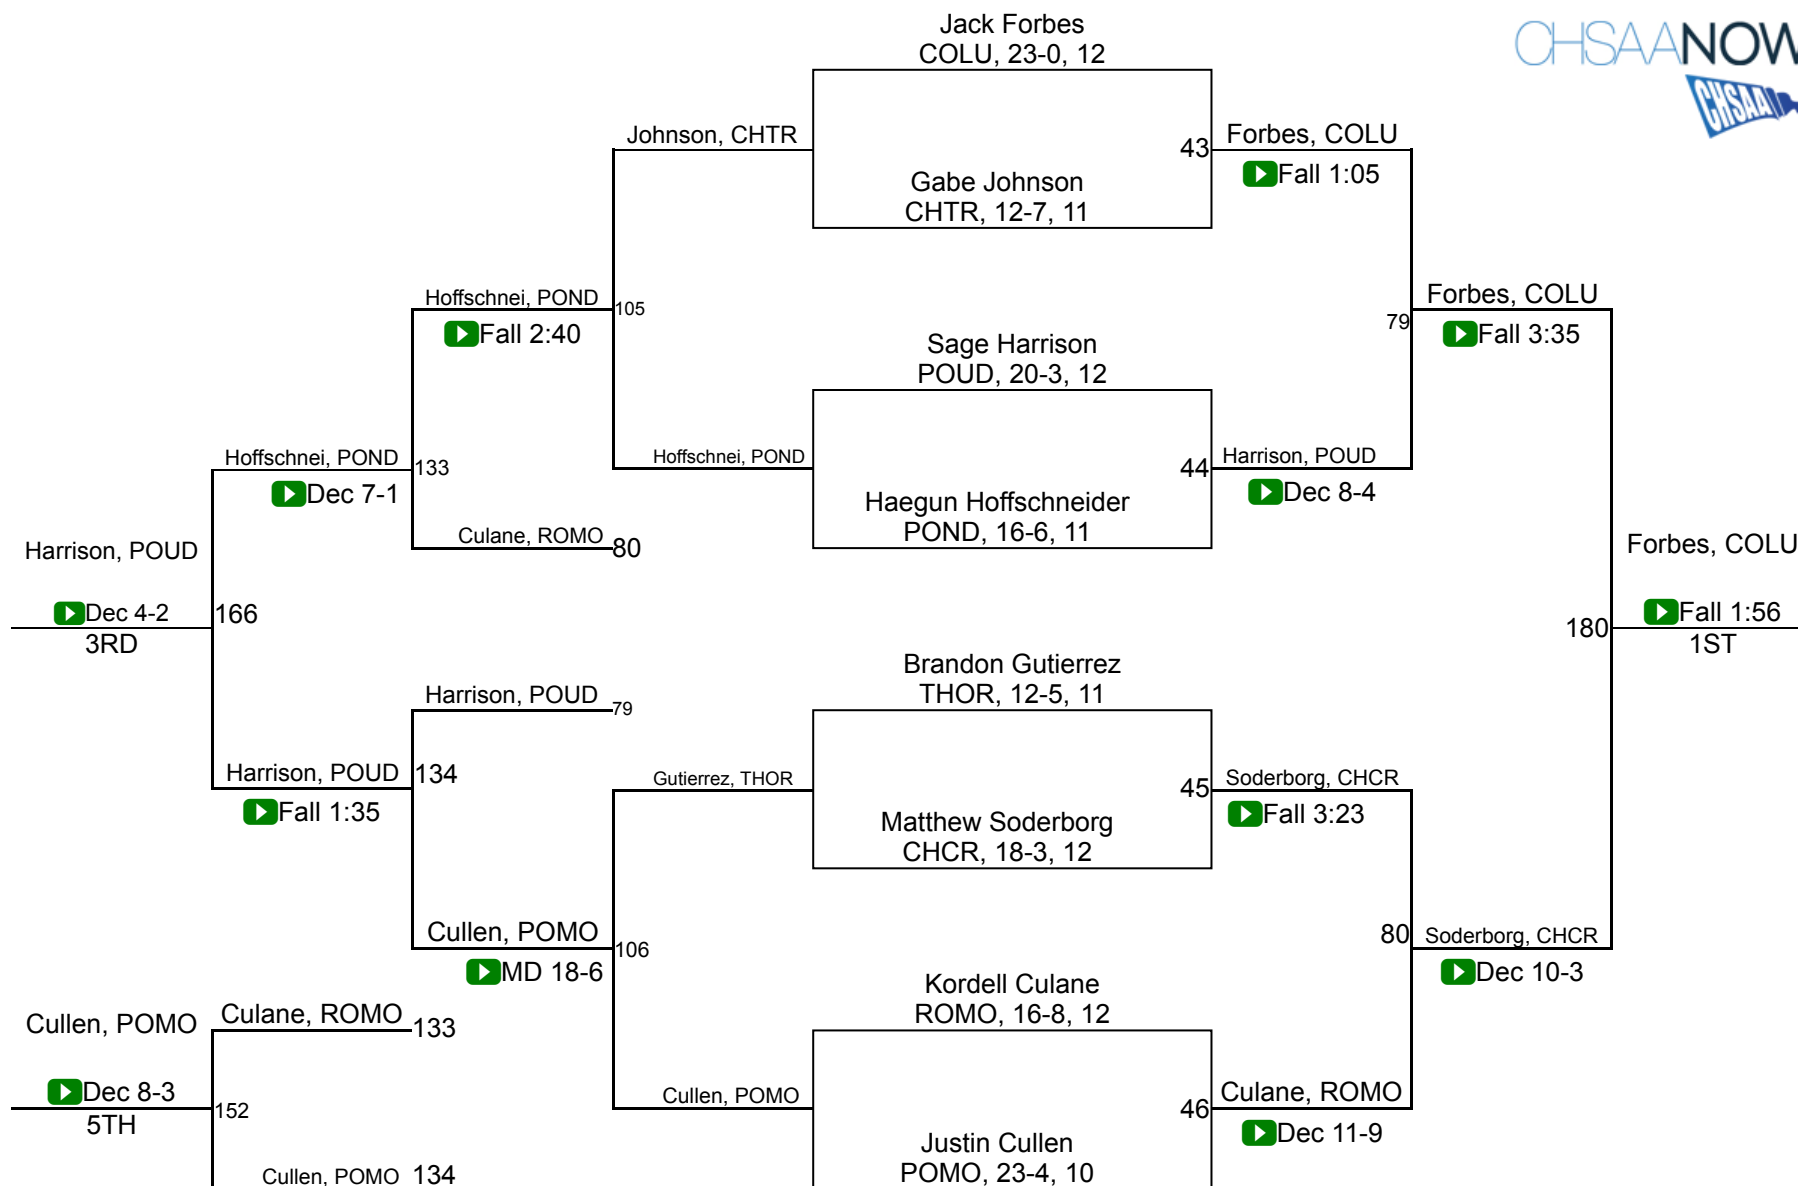 Jack Forbes
COLU, 23-0, 12
CHSAANOW
CHSAA
Johnson, CHTR
43
Forbes, COLU
Fall 1:05
Gabe Johnson
CHTR, 12-7, 11
Hoffschnei, POND
105
Fall 2:40
Forbes, COLU
79
Fall 3:35
Sage Harrison
POUD, 20-3, 12
Hoffschnei, POND
133
Dec 7-1
Hoffschnei, POND
44
Harrison, POUD
Dec 8-4
Haegun Hoffschneider
POND, 16-6, 11
Culane, ROMO
80
Harrison, POUD
Forbes, COLU
Dec 4-2
166
3RD
180
Fall 1:56
1ST
Brandon Gutierrez
THOR, 12-5, 11
Harrison, POUD
79
Harrison, POUD
134
Fall 1:35
Gutierrez, THOR
45
Soderborg, CHCR
Fall 3:23
Matthew Soderborg
CHCR, 18-3, 12
Cullen, POMO
106
MD 18-6
80
Soderborg, CHCR
Dec 10-3
Kordell Culane
ROMO, 16-8, 12
Cullen, POMO
Culane, ROMO
133
Dec 8-3
152
5TH
Cullen, POMO
46
Culane, ROMO
Dec 11-9
Justin Cullen
POMO, 23-4, 10
Cullen, POMO
134